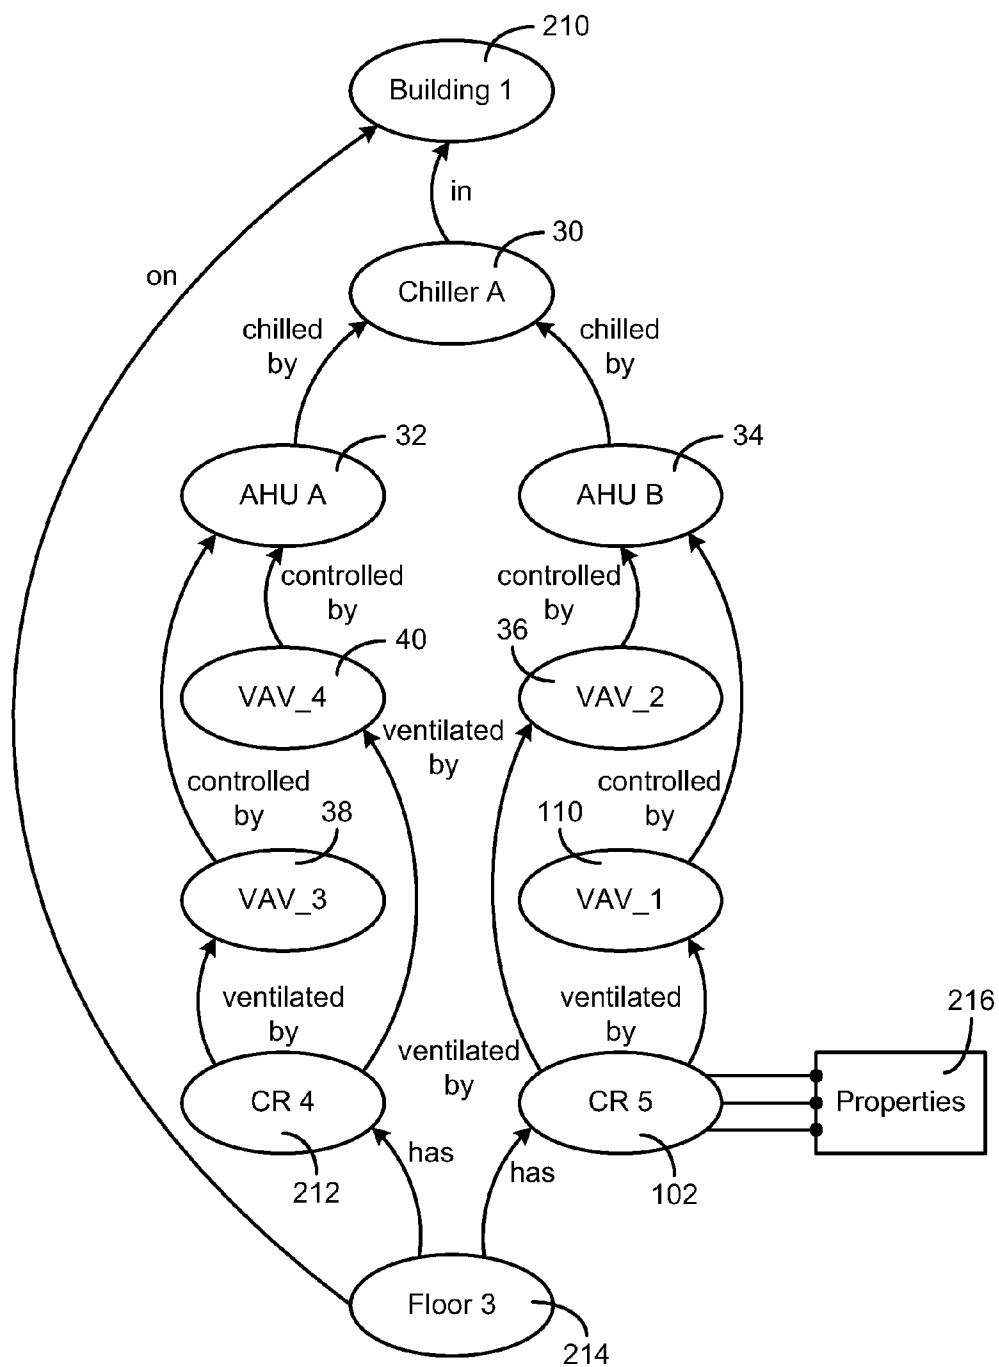 210
Building 1
in
30
on
Chiller A
chilled
by
chilled
by
32
34
AHU A
AHU B
controlled
by
controlled
by
40
36
VAV_4
VAV_2
ventilated
by
controlled
by
controlled
by
38
110
VAV_3
VAV_1
ventilated
by
ventilated
by
216
ventilated
by
CR 4
CR 5
Properties
has
has
212
102
Floor 3
214